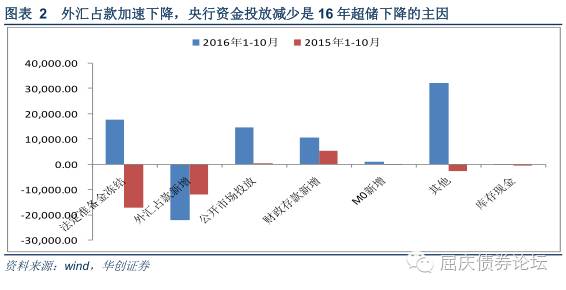 图表 2 外汇占款加速下降，央行资金投放减少是 16 年超储下降的主因
2016年1-10月 2015年1-10月
40,000.00
30,000.00
20,000.00
10,000.00
0.00
-10,000.00
-20,000.00
-30,000.00
法定准备金冻结
外汇占款新增
公开市场投放
财政存款新增
M0新增
其他
库存现金
资料来源：wind，华创证券
屈庆债券论坛